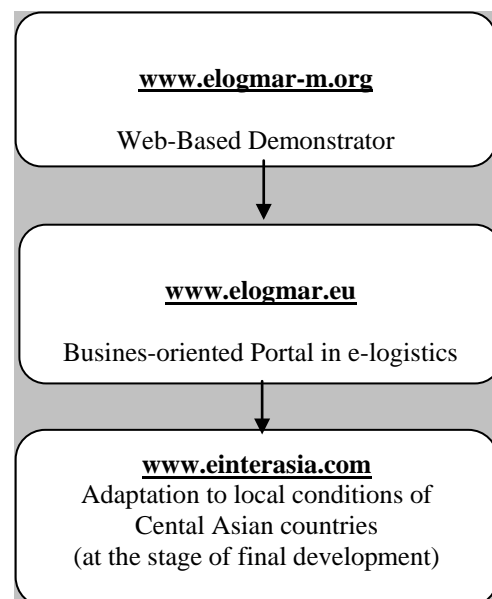 www.elogmar-m.org
Web-Based Demonstrator
www.elogmar.eu
Busines-oriented Portal in e-logistics
www.einterasia.com
Adaptation to local conditions of
Cental Asian countries
(at the stage of final development)